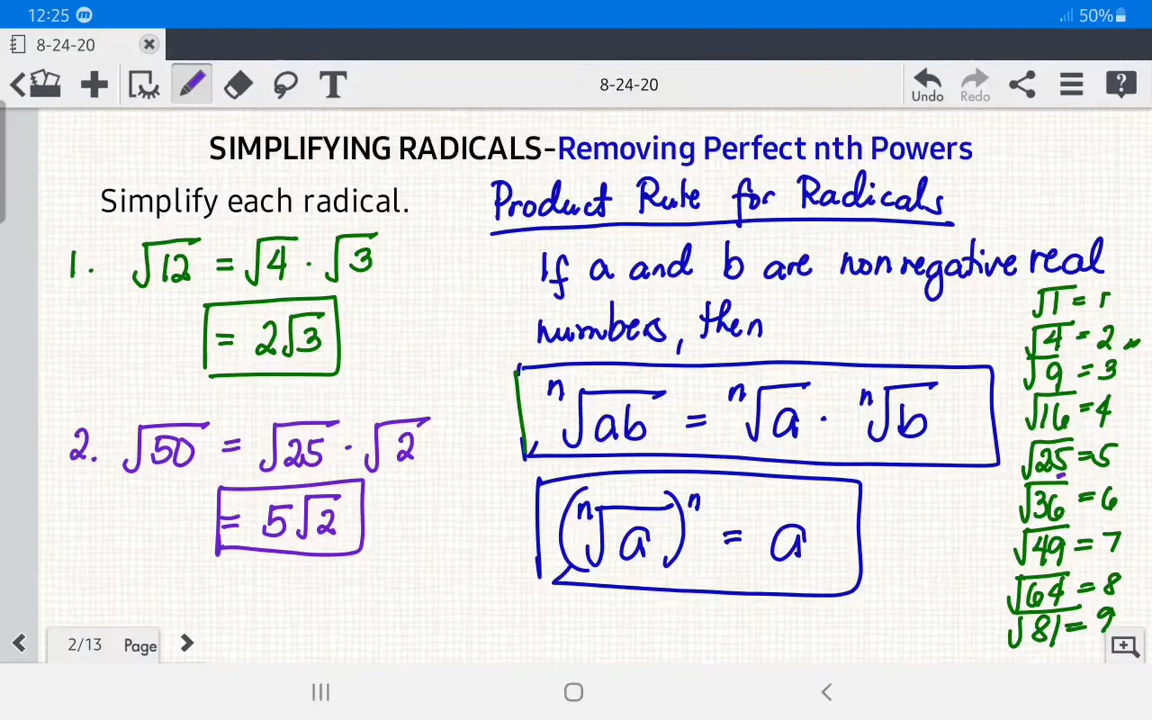 12:25 50%
8-24-20
8-24-20
Undo Redo
SIMPLIFYING RADICALS-Removing Perfect nth Powers
Simplify each radical.
1. √12 = √4 · √3
= 2√3
2. √50 = √25 · √2
= 5√2
Product Rule for Radicals
If a and b are nonnegative real
numbers, then
ⁿ√ab = ⁿ√a · ⁿ√b
(ⁿ√a)ⁿ = a
√1 = 1
√4 = 2
√9 = 3
√16 = 4
√25 = 5
√36 = 6
√49 = 7
√64 = 8
√81 = 9
2/13 Page